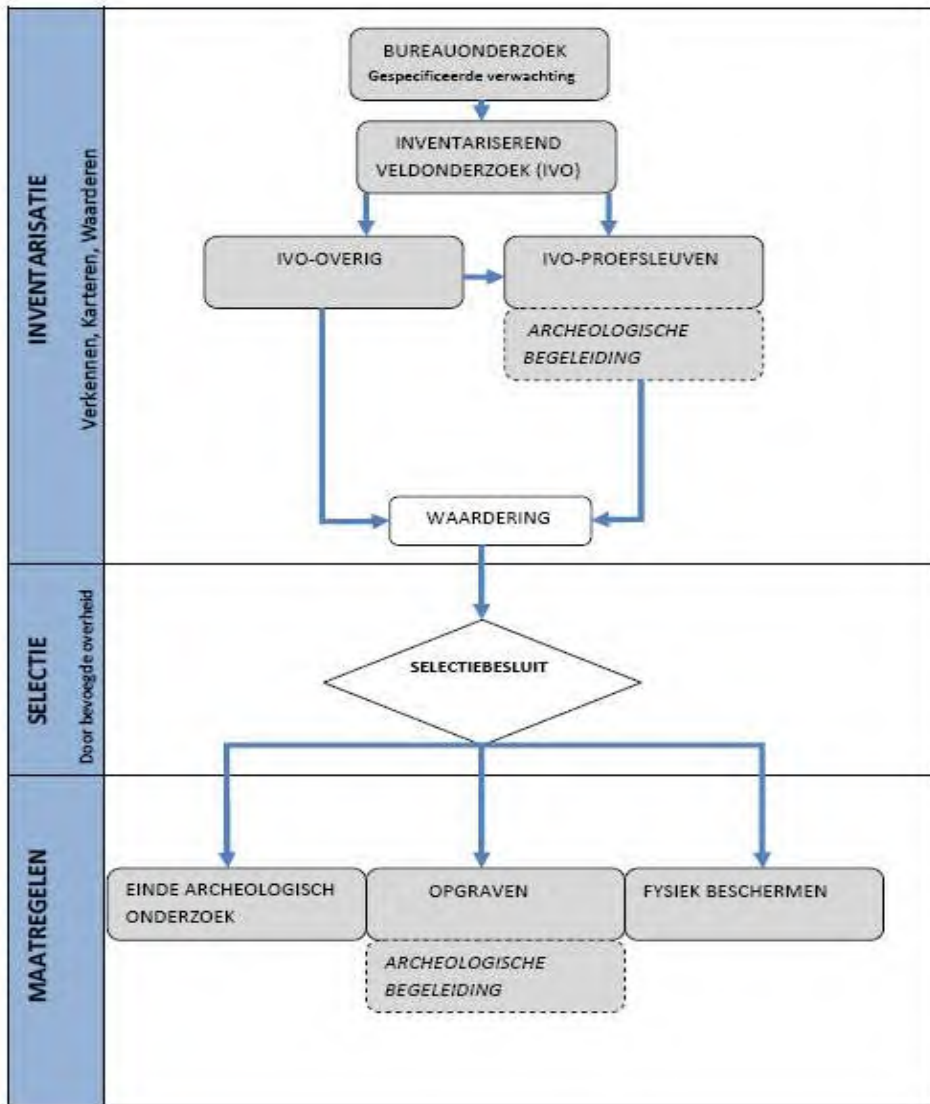 INVENTARISATIE
Verkennen, Karteren, Waarderen
BUREAUONDERZOEK
Gespecificeerde verwachting
INVENTARISEREND
VELDONDERZOEK (IVO)
IVO-OVERIG
IVO-PROEFSLEUVEN
ARCHEOLOGISCHE
BEGELEIDING
WAARDERING
SELECTIE
Door bevoegde overheid
SELECTIEBESLUIT
MAATREGELEN
EINDE ARCHEOLOGISCH
ONDERZOEK
OPGRAVEN
FYSIEK BESCHERMEN
ARCHEOLOGISCHE
BEGELEIDING